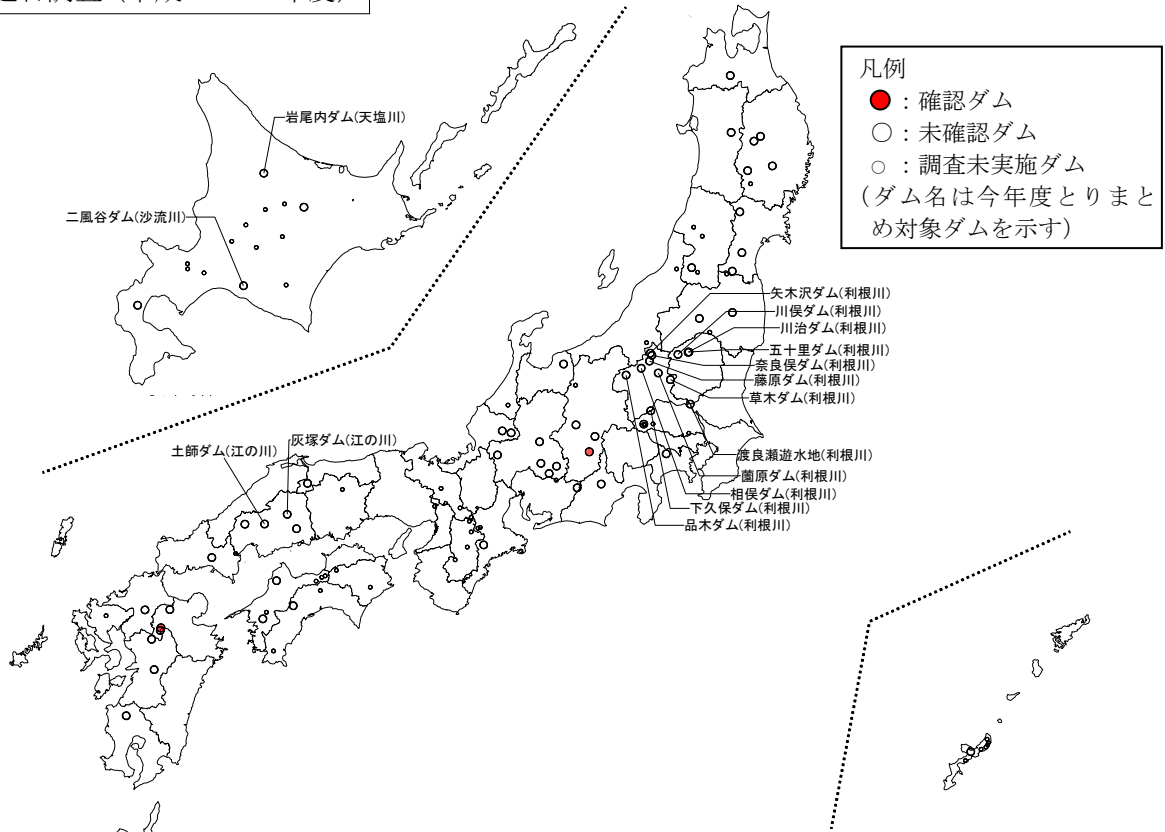 凡例
●：確認ダム
○：未確認ダム
○：調査未実施ダム
(ダム名は今年度とりまと
め対象ダムを示す)
岩尾内ダム(天塩川)
二風谷ダム(沙流川)
矢木沢ダム(利根川)
川俣ダム(利根川)
川治ダム(利根川)
五十里ダム(利根川)
奈良俣ダム(利根川)
藤原ダム(利根川)
草木ダム(利根川)
灰塚ダム(江の川)
土師ダム(江の川)
渡良瀬遊水地(利根川)
薗原ダム(利根川)
相俣ダム(利根川)
下久保ダム(利根川)
品木ダム(利根川)